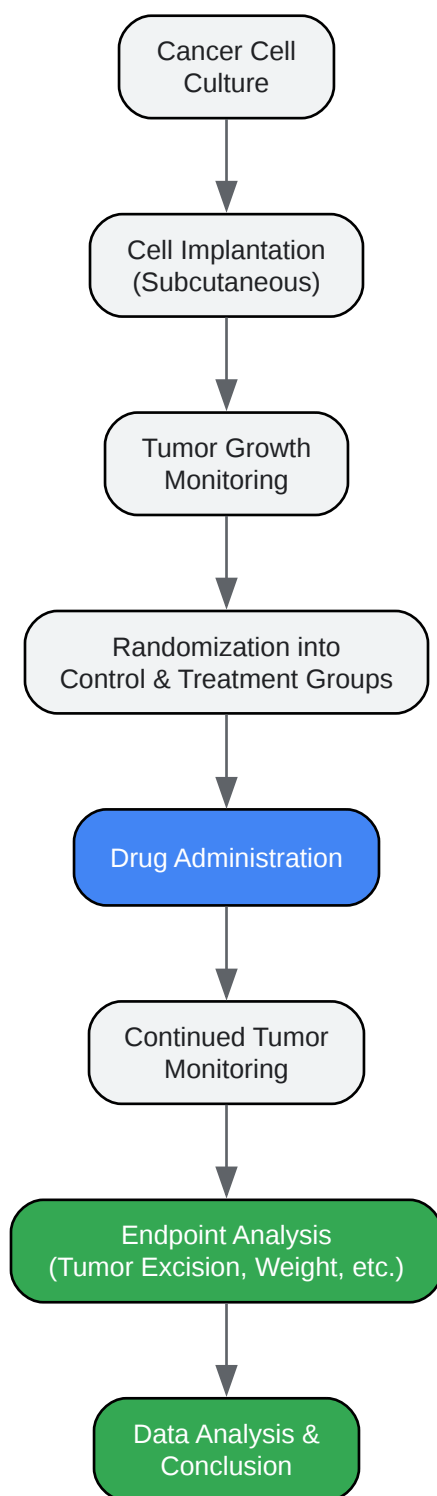 Cancer Cell
Culture
Cell Implantation
(Subcutaneous)
Tumor Growth
Monitoring
Randomization into
Control & Treatment Groups
Drug Administration
Continued Tumor
Monitoring
Endpoint Analysis
(Tumor Excision, Weight, etc.)
Data Analysis &
Conclusion